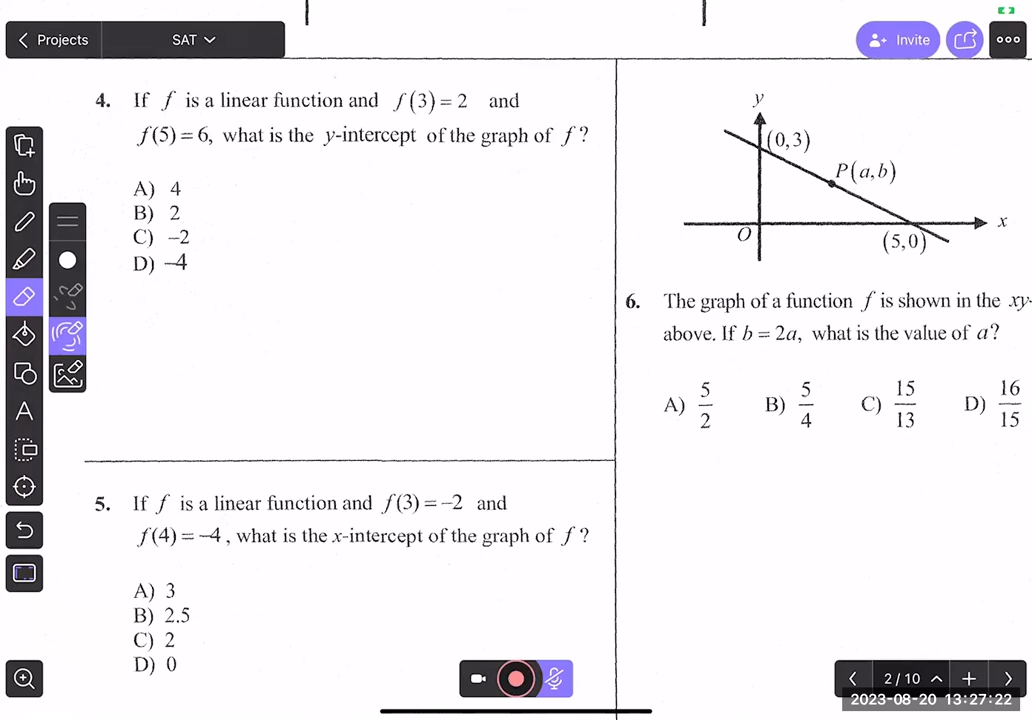 Projects
SAT
Invite
4. If f is a linear function and f(3) = 2 and
f(5) = 6, what is the y-intercept of the graph of f ?
A) 4
B) 2
C) −2
D) −4
5. If f is a linear function and f(3) = −2 and
f(4) = −4, what is the x-intercept of the graph of f ?
A) 3
B) 2.5
C) 2
D) 0
y
(0,3)
P(a,b)
x
O
(5,0)
6. The graph of a function f is shown in the xy-
above. If b = 2a, what is the value of a?
A) 5/2 B) 5/4 C) 15/13 D) 16/15
A
2 / 10
2023-08-20 13:27:22